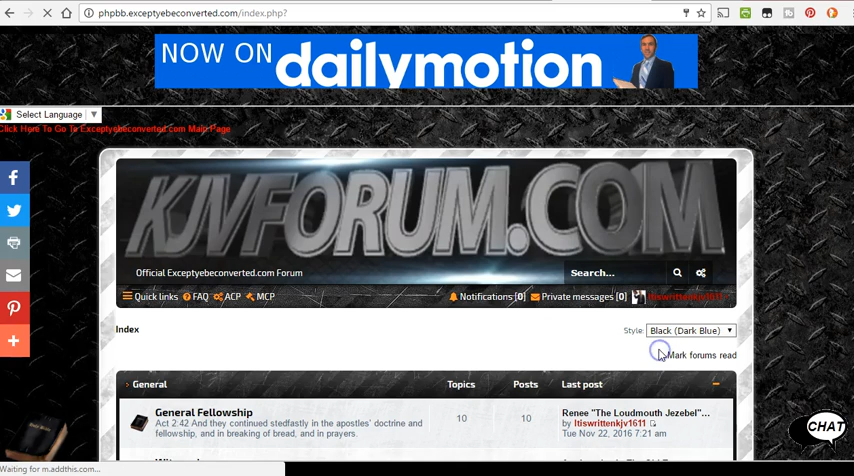 phpbb.exceptyebeconverted.com/index.php?
NOW ON dailymotion
Select Language
Click Here To Go To Exceptyebeconverted.com Main Page
KJVFORUM.COM
Official Exceptyebeconverted.com Forum
Search...
Quick links FAQ ACP MCP Notifications [0] Private messages [0] Itiswrittenkjv1611
Index
Style: Black (Dark Blue)
Mark forums read
General Topics Posts Last post
General Fellowship
Act 2:42 And they continued stedfastly in the apostles' doctrine and
fellowship, and in breaking of bread, and in prayers.
10 10
Renee "The Loudmouth Jezebel"...
by Itiswrittenkjv1611
Tue Nov 22, 2016 7:21 am
CHAT
Waiting for m.addthis.com...